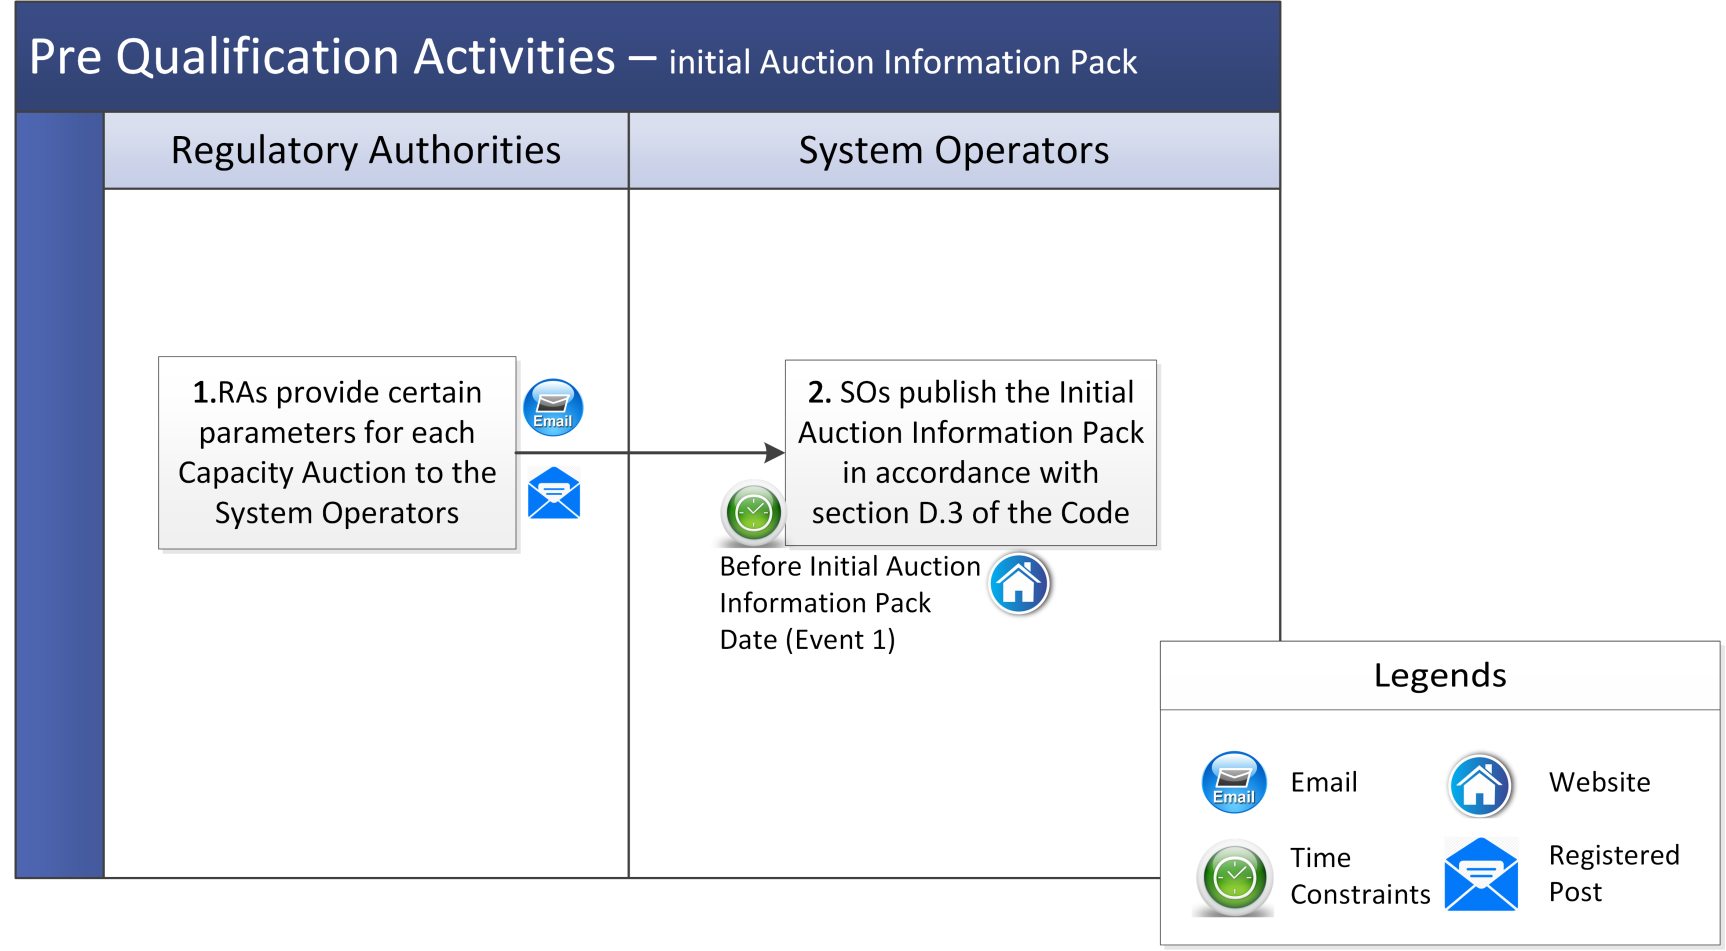 Pre Qualification Activities – initial Auction Information Pack
Regulatory Authorities
System Operators
1.RAs provide certain
parameters for each
Capacity Auction to the
System Operators
Email
2. SOs publish the Initial
Auction Information Pack
in accordance with
section D.3 of the Code
Before Initial Auction
Information Pack
Date (Event 1)
Legends
Email
Email
Website
Time
Constraints
Registered
Post